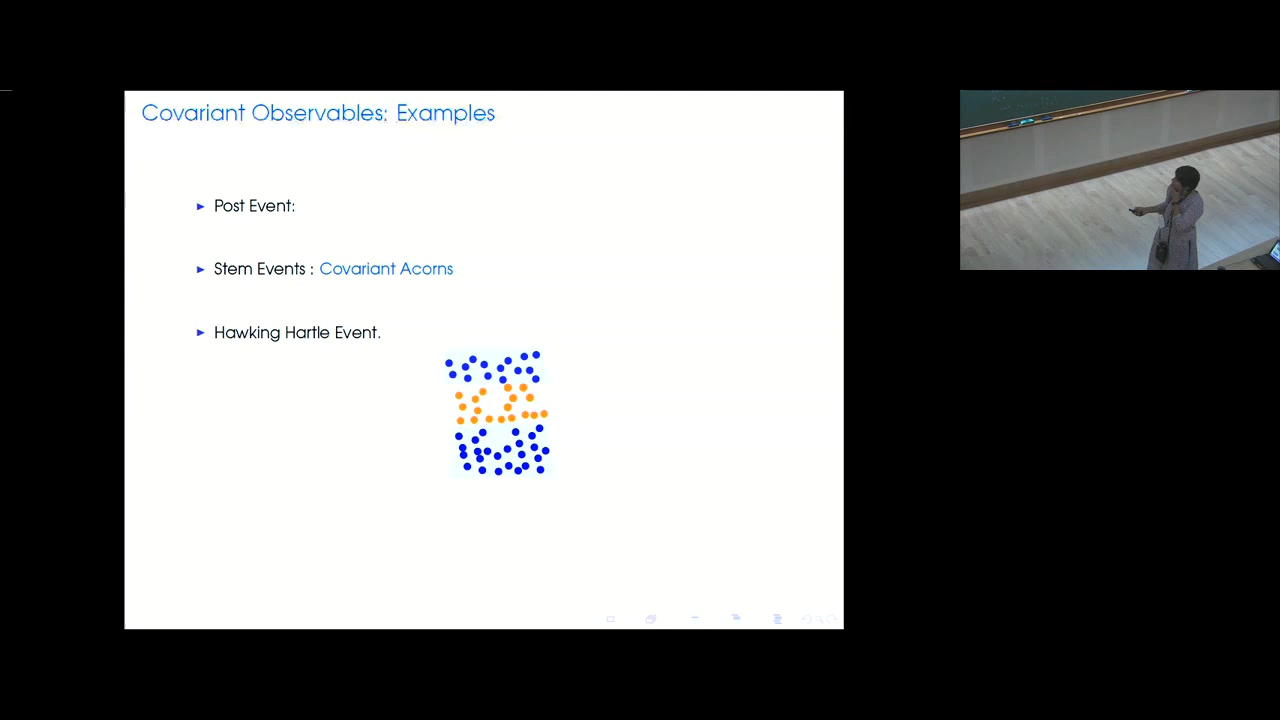 Covariant Observables: Examples
Post Event:
Stem Events : Covariant Acorns
Hawking Hartle Event.